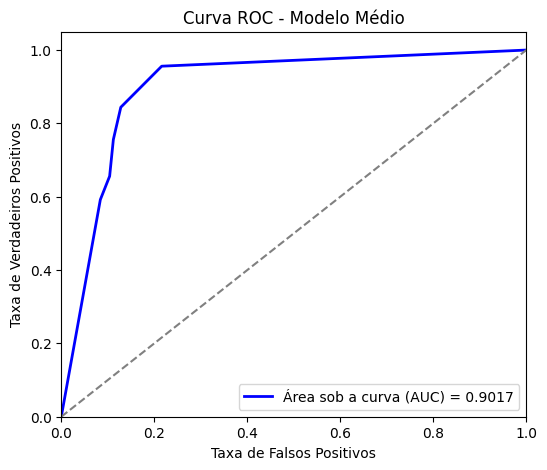 Curva ROC - Modelo Médio
Taxa de Verdadeiros Positivos
1.0
0.8
0.6
0.4
0.2
0.0
Área sob a curva (AUC) = 0.9017
0.0 0.2 0.4 0.6 0.8 1.0
Taxa de Falsos Positivos